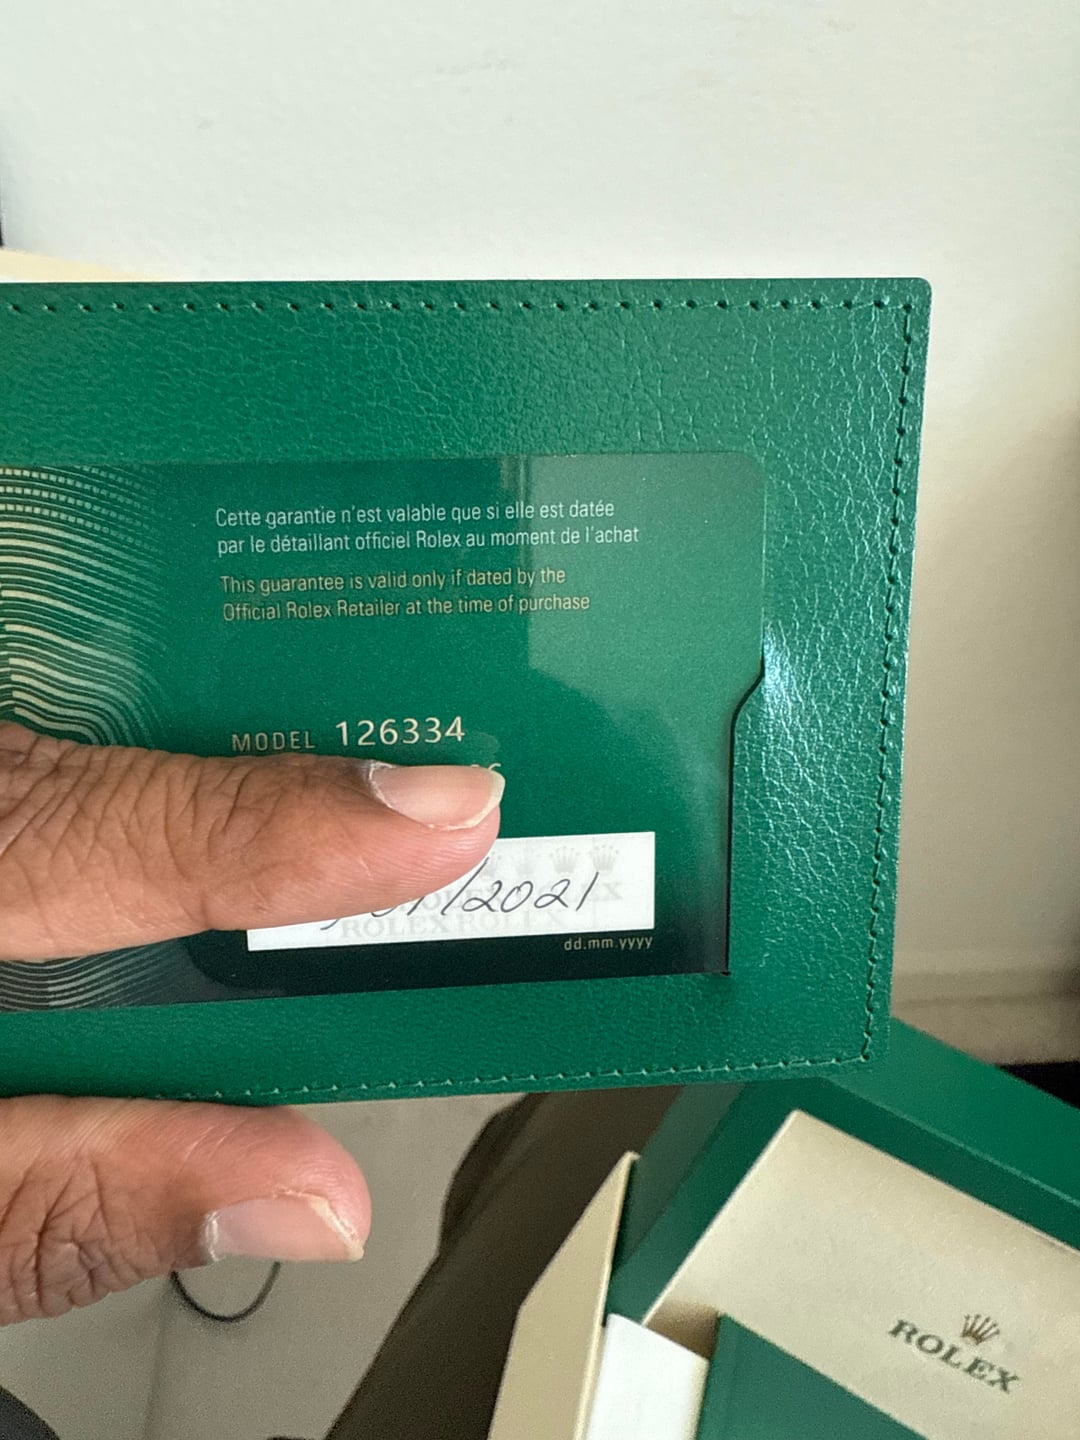 Cette garantie n'est valable que si elle est datée
par le détaillant officiel Rolex au moment de l'achat
This guarantee is valid only if dated by the
Official Rolex Retailer at the time of purchase
MODEL 126334
/2021
ROLEX ROLEX
dd.mm.yyyy
ROLEX